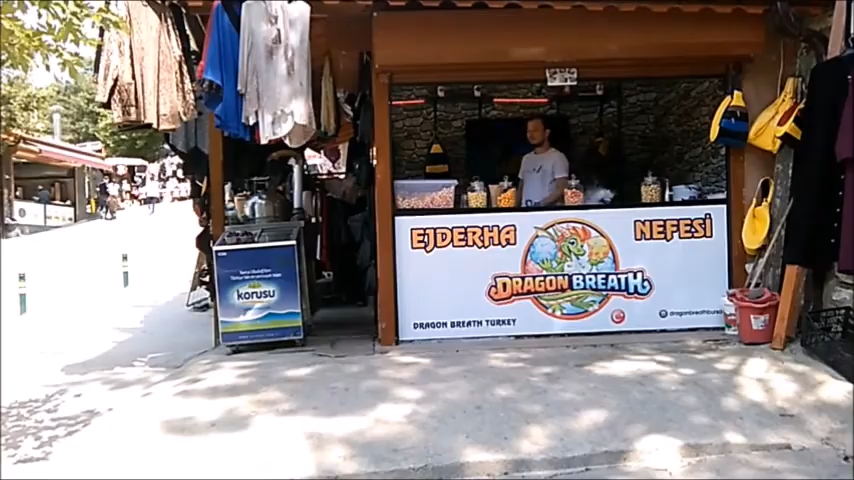 EJDERHA
NEFESİ
DRAGON BREATH
DRAGON BREATH TURKEY
korusu